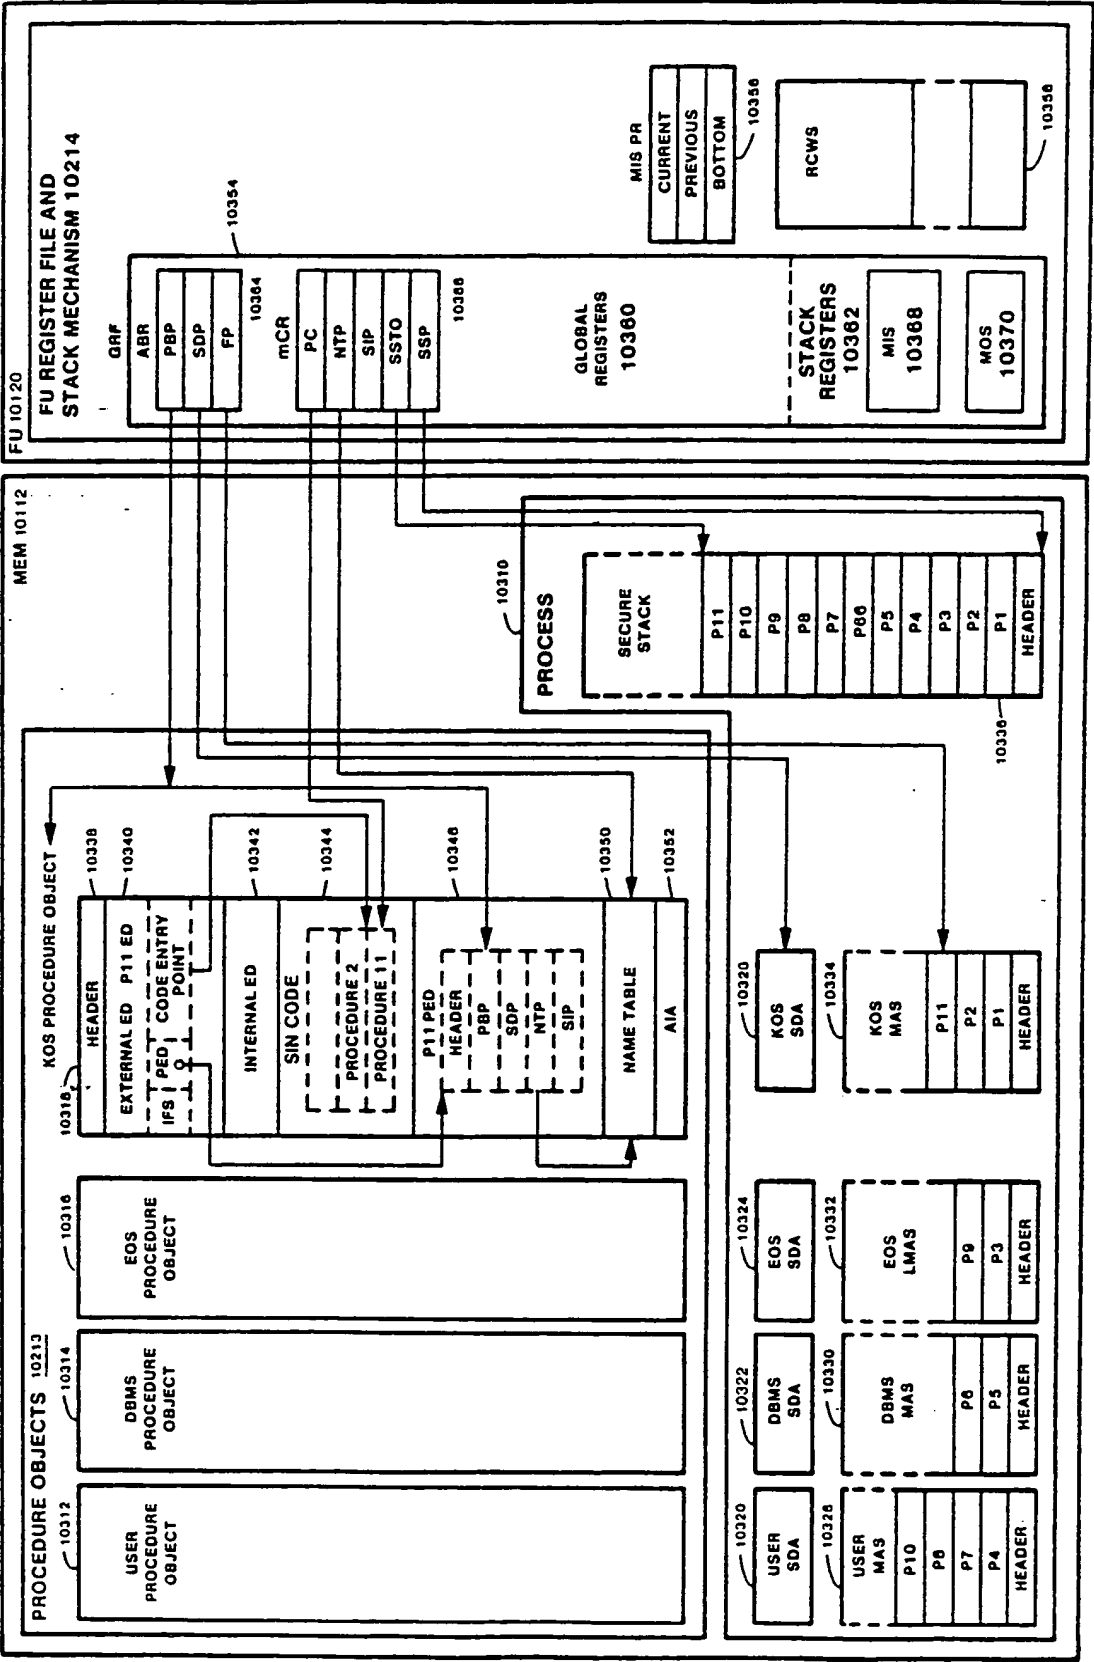 PROCEDURE OBJECTS 10213
10312
USER
PROCEDURE
OBJECT
10314
DBMS
PROCEDURE
OBJECT
10316
EOS
PROCEDURE
OBJECT
KOS PROCEDURE OBJECT
10318
HEADER
10338
EXTERNAL ED P11 ED
10340
IFS
PED
CODE ENTRY
POINT
INTERNAL ED
10342
SIN CODE
10344
PROCEDURE 2
PROCEDURE 11
P11 PED
10348
HEADER
PBP
SDP
NTP
SIP
NAME TABLE
10350
AIA
10352
MEM 10112
10310
PROCESS
SECURE
STACK
P11
P10
P9
P8
P7
P66
P5
P4
P3
P2
P1
HEADER
10336
10320
USER
SDA
10322
DBMS
SDA
10324
EOS
SDA
10320
KOS
SDA
10328
USER
MAS
P10
P8
P7
P4
HEADER
10330
DBMS
MAS
P6
P5
HEADER
10332
EOS
LMAS
P9
P3
HEADER
10334
KOS
MAS
P11
P2
P1
HEADER
FU 10120
FU REGISTER FILE AND
STACK MECHANISM 10214
GRF
10354
ABR
PBP
SDP
FP
10364
mCR
PC
NTP
SIP
SSTO
SSP
10366
GLOBAL
REGISTERS
10360
STACK
REGISTERS
10362
MIS
10368
MOS
10370
MIS PR
CURRENT
PREVIOUS
BOTTOM
10356
RCWS
10358